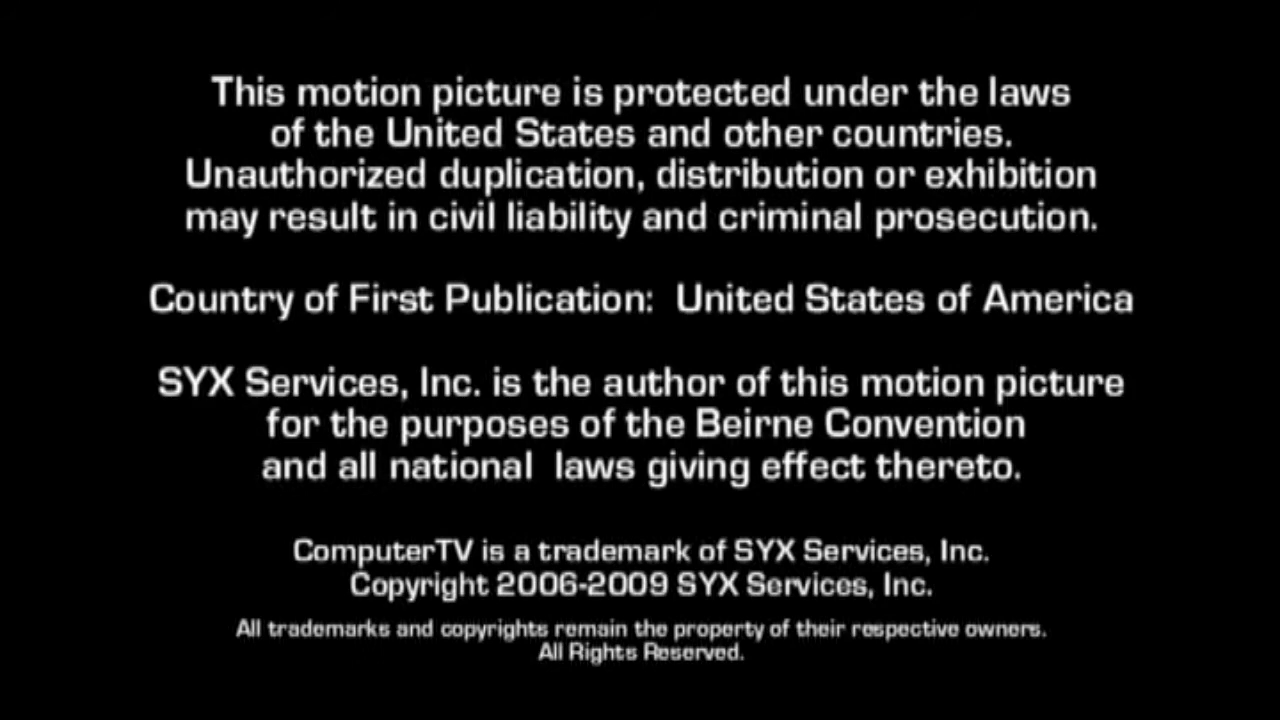 This motion picture is protected under the laws
of the United States and other countries.
Unauthorized duplication, distribution or exhibition
may result in civil liability and criminal prosecution.
Country of First Publication:  United States of America
SYX Services, Inc. is the author of this motion picture
for the purposes of the Beirne Convention
and all national  laws giving effect thereto.
ComputerTV is a trademark of SYX Services, Inc.
Copyright 2006-2009 SYX Services, Inc.
All trademarks and copyrights remain the property of their respective owners.
All Rights Reserved.